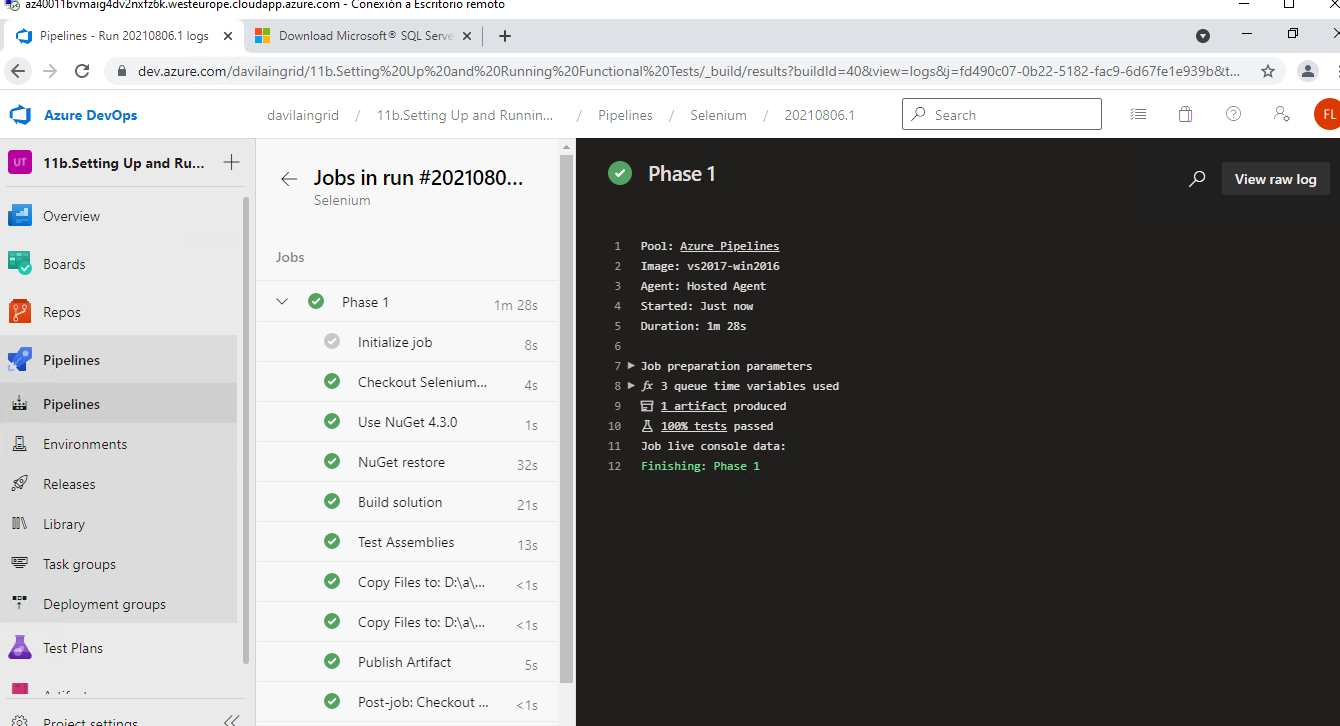 az40011bvmaig4dv2nxfzbk.westeurope.cloudapp.azure.com - Conexión a Escritorio remoto
Pipelines - Run 20210806.1 logs
Download Microsoft® SQL Serve
dev.azure.com/davilaingrid/11b.Setting%20Up%20and%20Running%20Functional%20Tests/_build/results?buildId=40&view=logs&j=fd490c07-0b22-5182-fac9-6d67fe1e939b&t...
Azure DevOps
davilaingrid / 11b.Setting Up and Runnin... / Pipelines / Selenium / 20210806.1
Search
FL
UT
11b.Setting Up and Ru...
Overview
Boards
Repos
Pipelines
Pipelines
Environments
Releases
Library
Task groups
Deployment groups
Test Plans
Project settings
Jobs in run #2021080...
Selenium
Jobs
Phase 1 1m 28s
Initialize job 8s
Checkout Selenium... 4s
Use NuGet 4.3.0 1s
NuGet restore 32s
Build solution 21s
Test Assemblies 13s
Copy Files to: D:\a\... <1s
Copy Files to: D:\a\... <1s
Publish Artifact 5s
Post-job: Checkout ... <1s
Phase 1
View raw log
1 Pool: Azure Pipelines
2 Image: vs2017-win2016
3 Agent: Hosted Agent
4 Started: Just now
5 Duration: 1m 28s
6
7 Job preparation parameters
8 fx 3 queue time variables used
9 1 artifact produced
10 100% tests passed
11 Job live console data:
12 Finishing: Phase 1